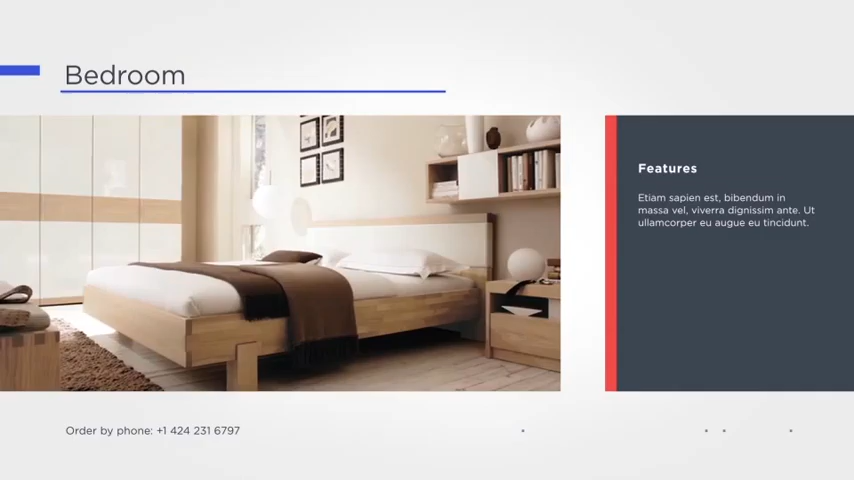 Bedroom
Features
Etiam sapien est, bibendum in
massa vel, viverra dignissim ante. Ut
ullamcorper eu augue eu tincidunt.
Order by phone: +1 424 231 6797